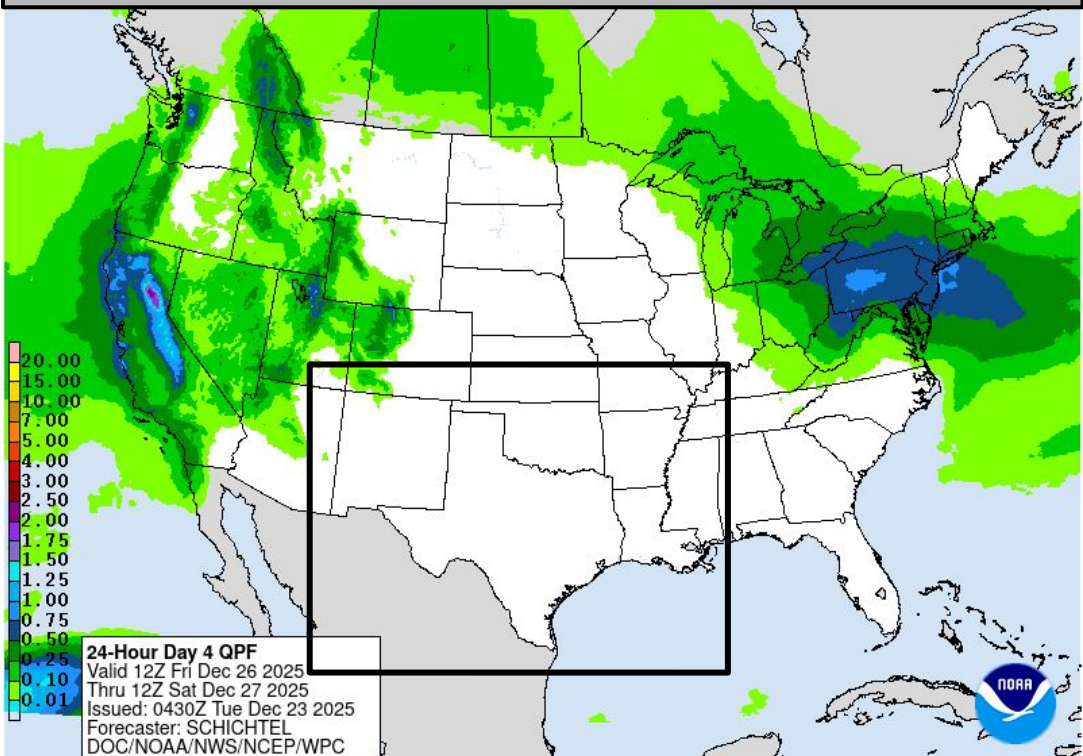 20.00
15.00
10.00
7.00
5.00
4.00
3.00
2.50
2.00
1.75
1.50
1.25
1.00
0.75
0.50
0.25
0.10
0.01
24-Hour Day 4 QPF
Valid 12Z Fri Dec 26 2025
Thru 12Z Sat Dec 27 2025
Issued: 0430Z Tue Dec 23 2025
Forecaster: SCHICHTEL
DOC/NOAA/NWS/NCEP/WPC
NOAA